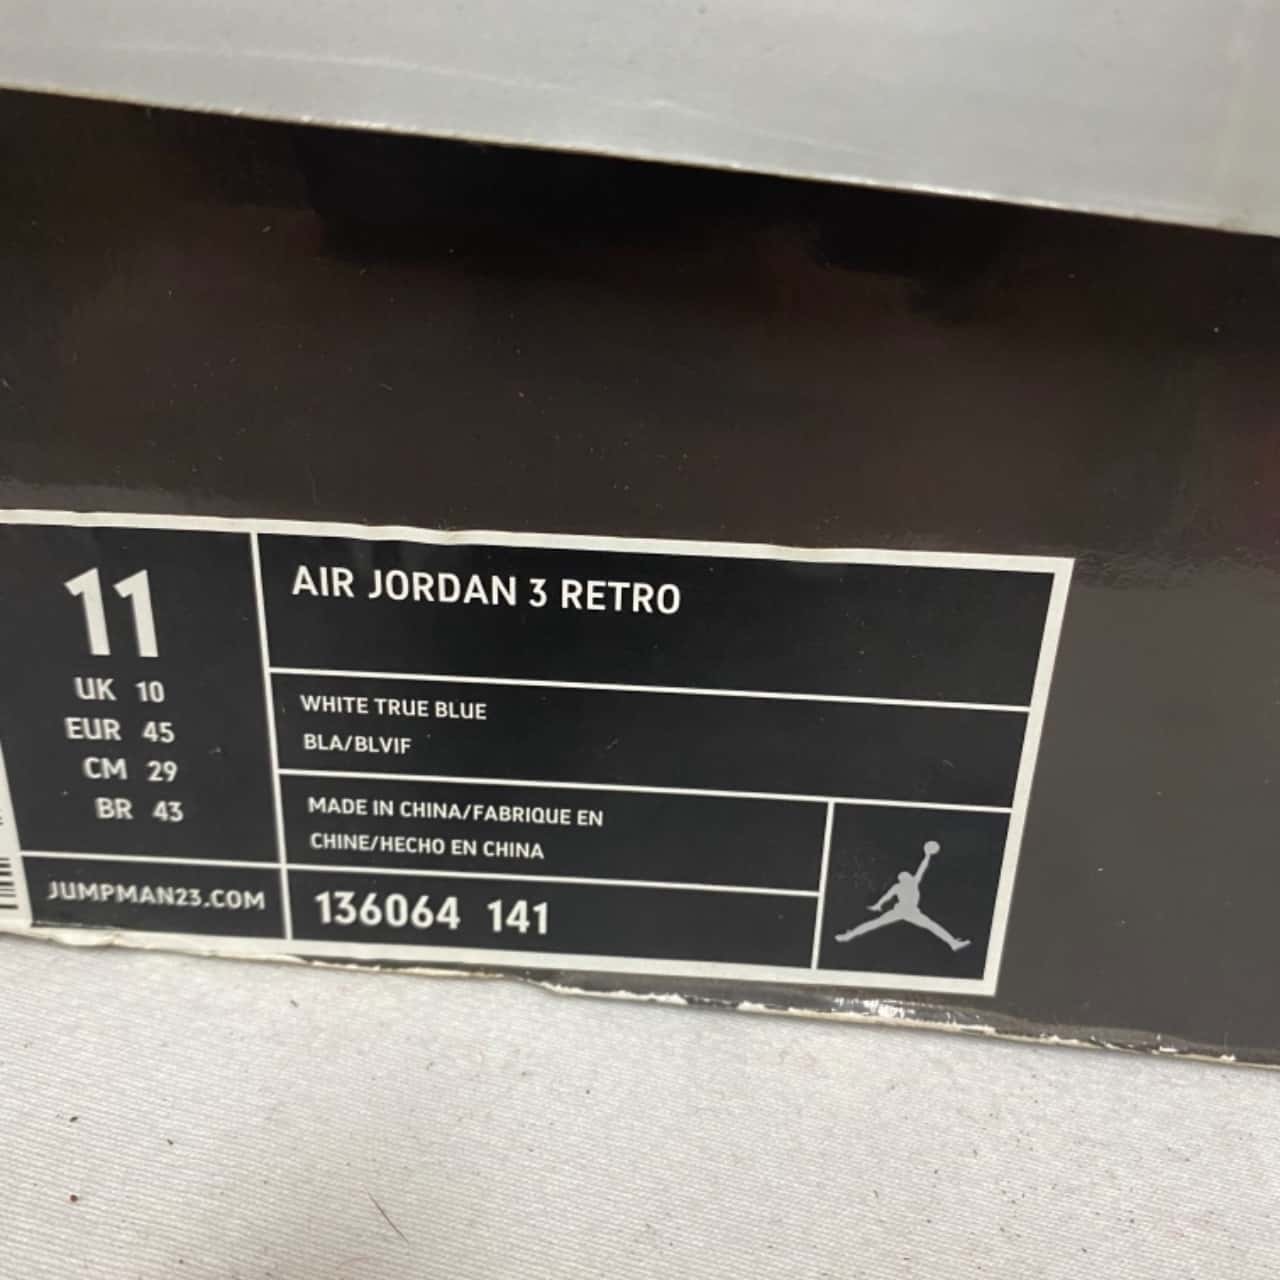 11
UK 10
EUR 45
CM 29
BR 43
JUMPMAN23.COM
AIR JORDAN 3 RETRO
WHITE TRUE BLUE
BLA/BLVIF
MADE IN CHINA/FABRIQUE EN
CHINE/HECHO EN CHINA
136064 141